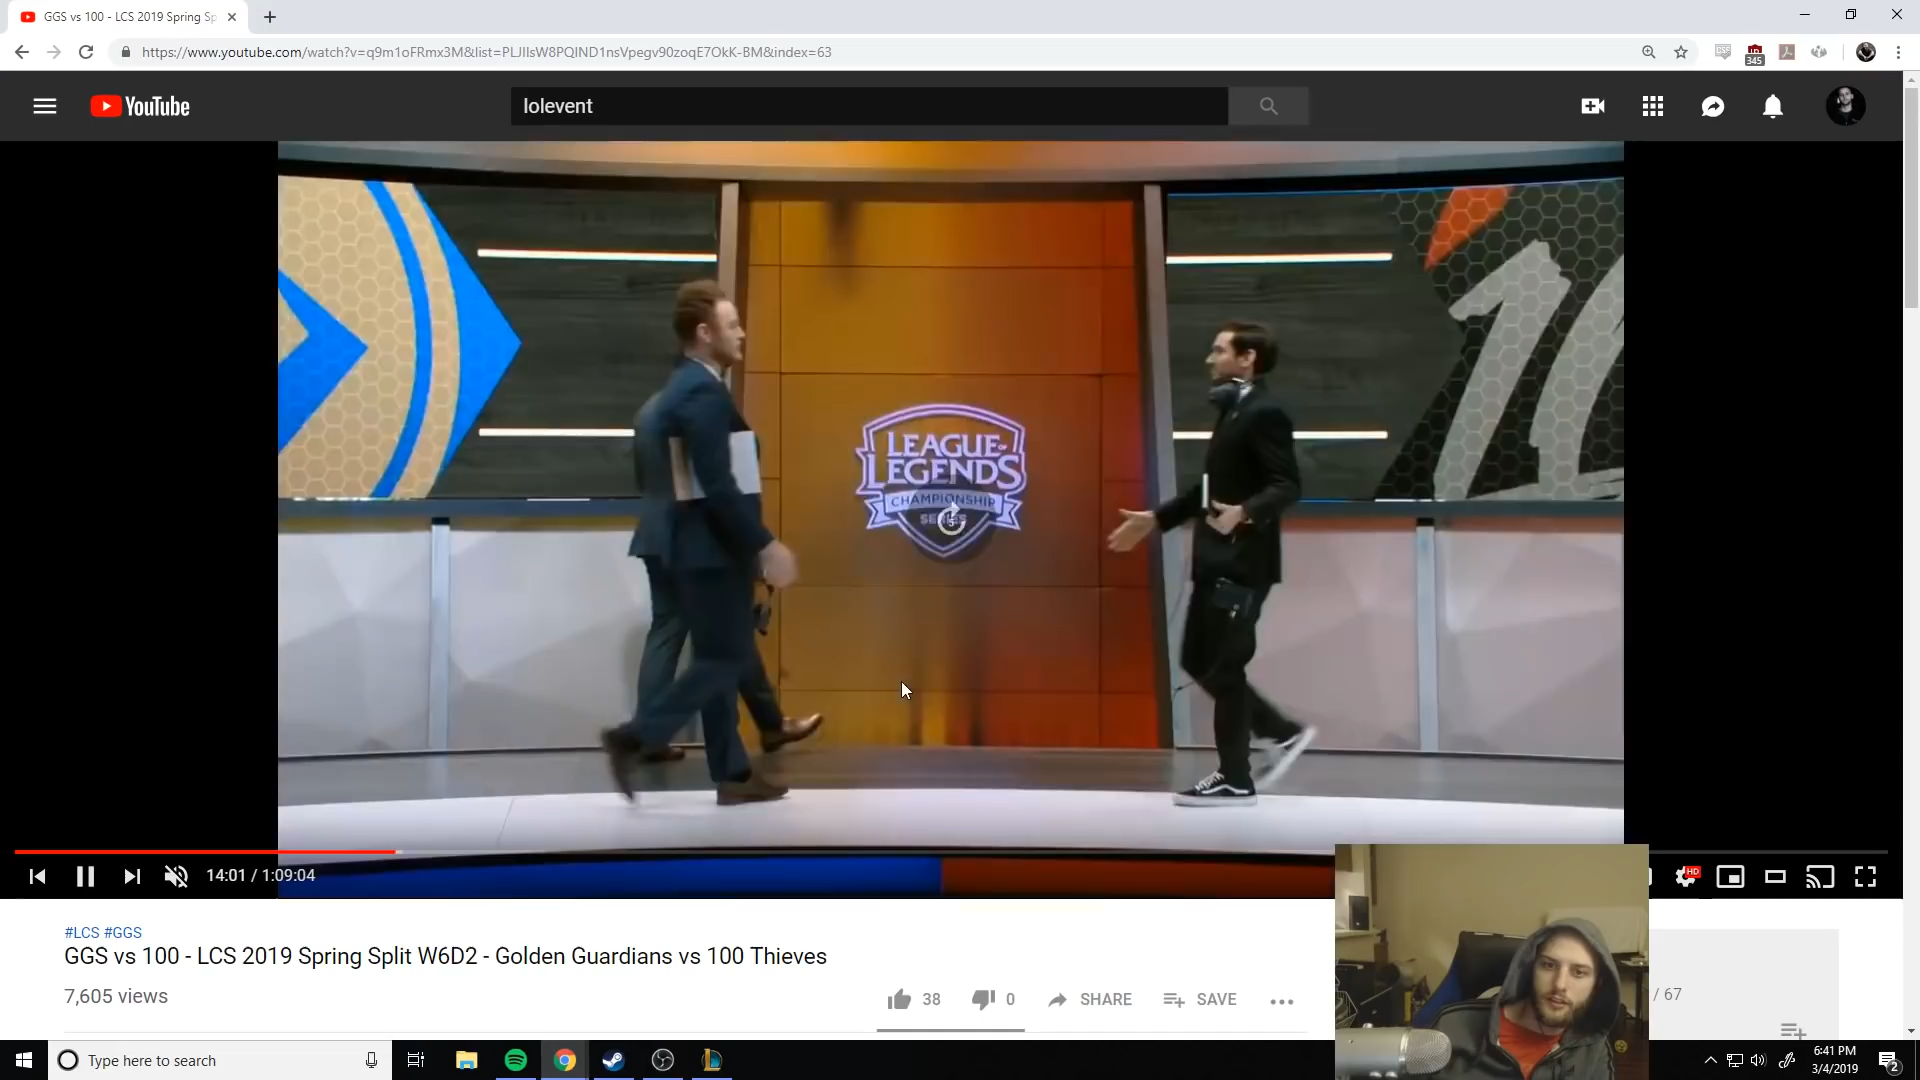 GGS vs 100 - LCS 2019 Spring Sp
https://www.youtube.com/watch?v=q9m1oFRmx3M&list=PLJIlsW8PQIND1nsVpegv90zoqE7OkK-BM&index=63
345
YouTube
lolevent
LEAGUE OF
LEGENDS
CHAMPIONSHIP
5
14:01 / 1:09:04
HD
#LCS #GGS
GGS vs 100 - LCS 2019 Spring Split W6D2 - Golden Guardians vs 100 Thieves
7,605 views
38
0
SHARE
SAVE
/ 67
Type here to search
6:41 PM
3/4/2019
2